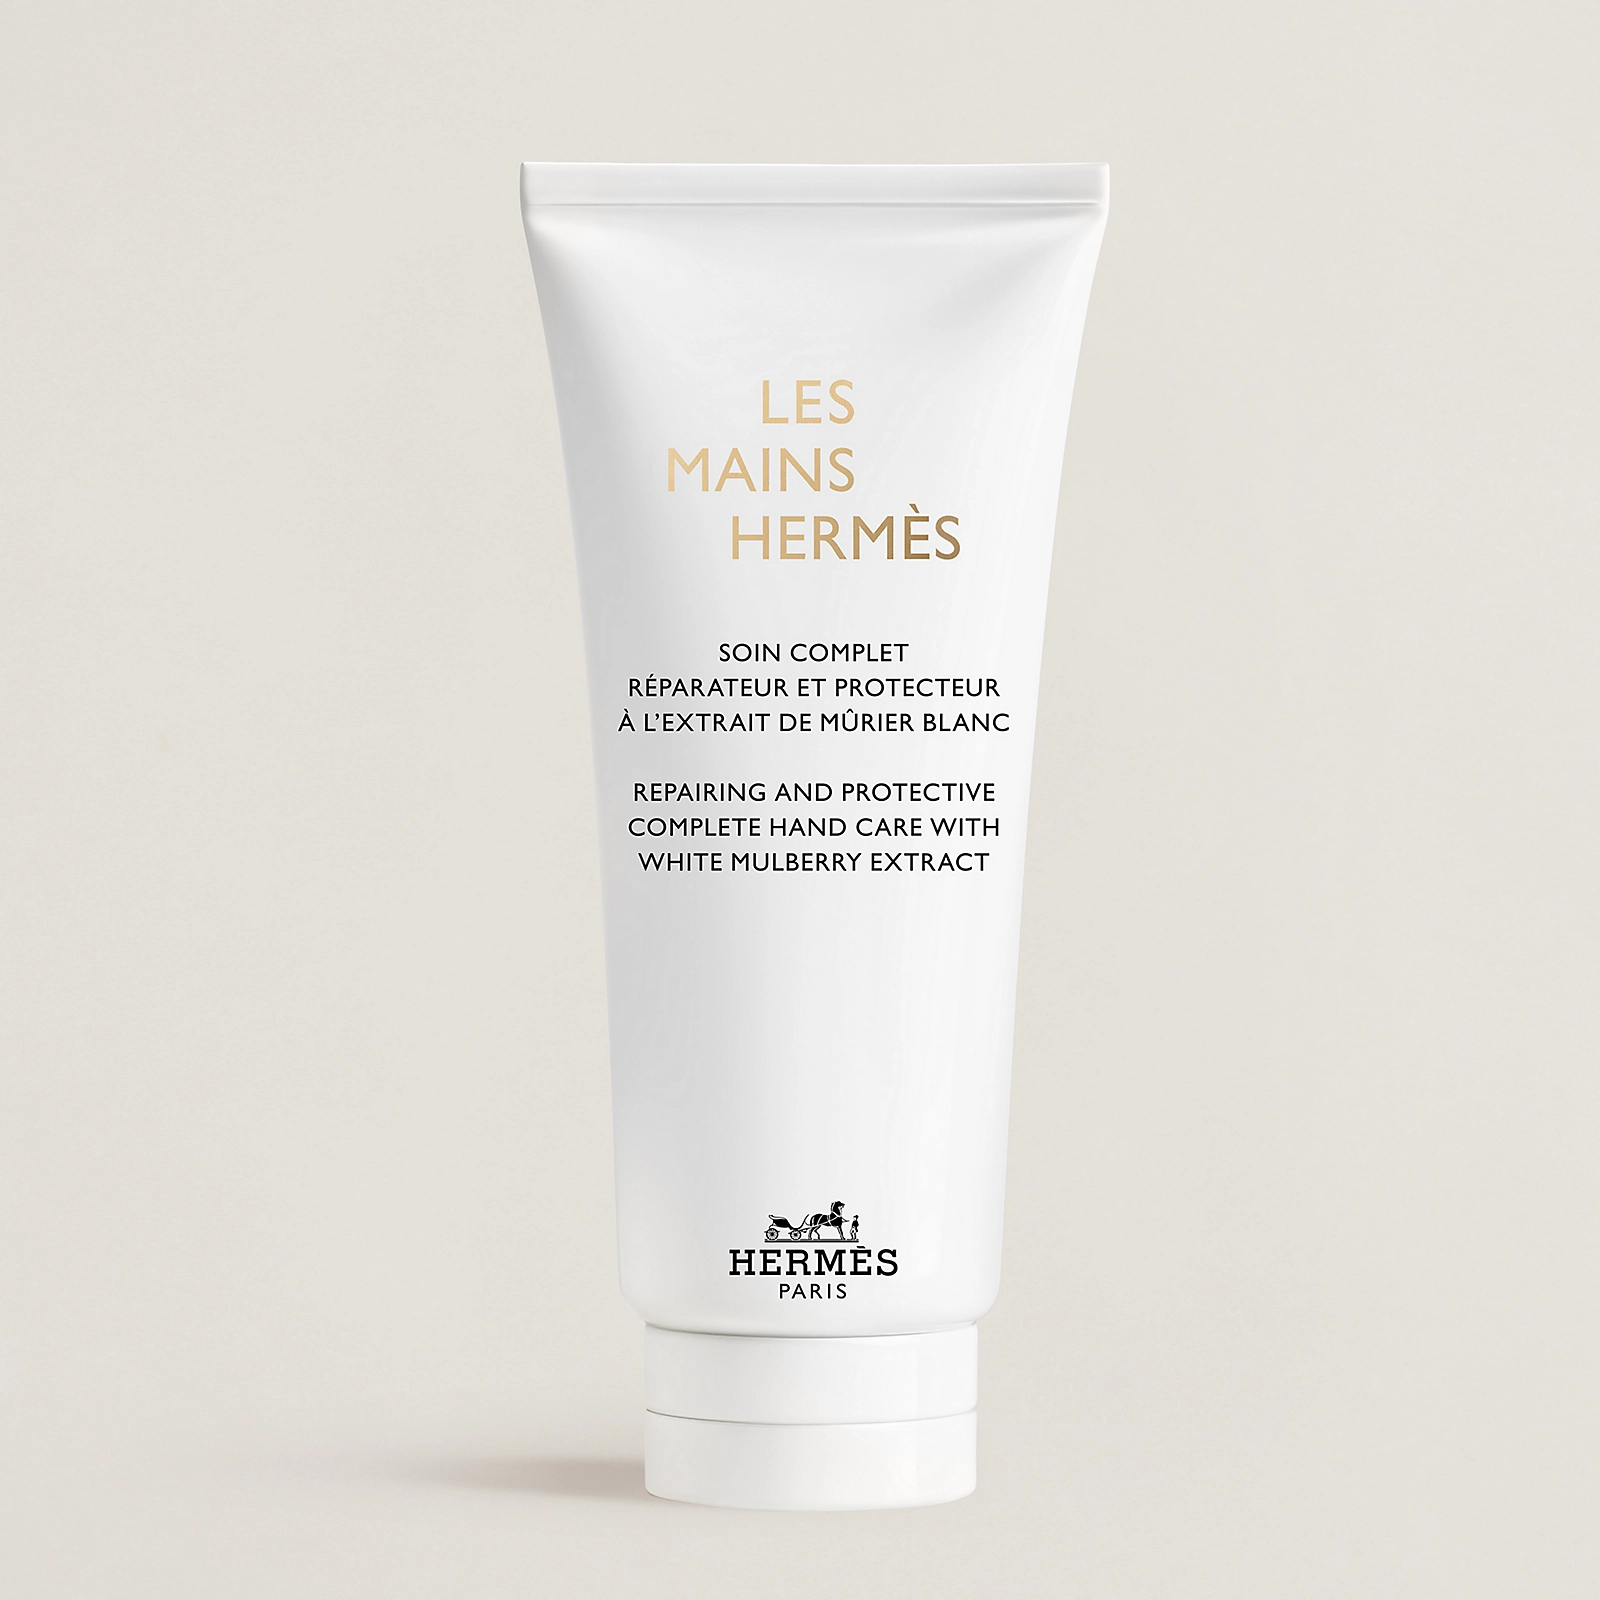 LES
MAINS
HERMÈS
SOIN COMPLET
RÉPARATEUR ET PROTECTEUR
À L'EXTRAIT DE MÛRIER BLANC
REPAIRING AND PROTECTIVE
COMPLETE HAND CARE WITH
WHITE MULBERRY EXTRACT
HERMÈS
PARIS